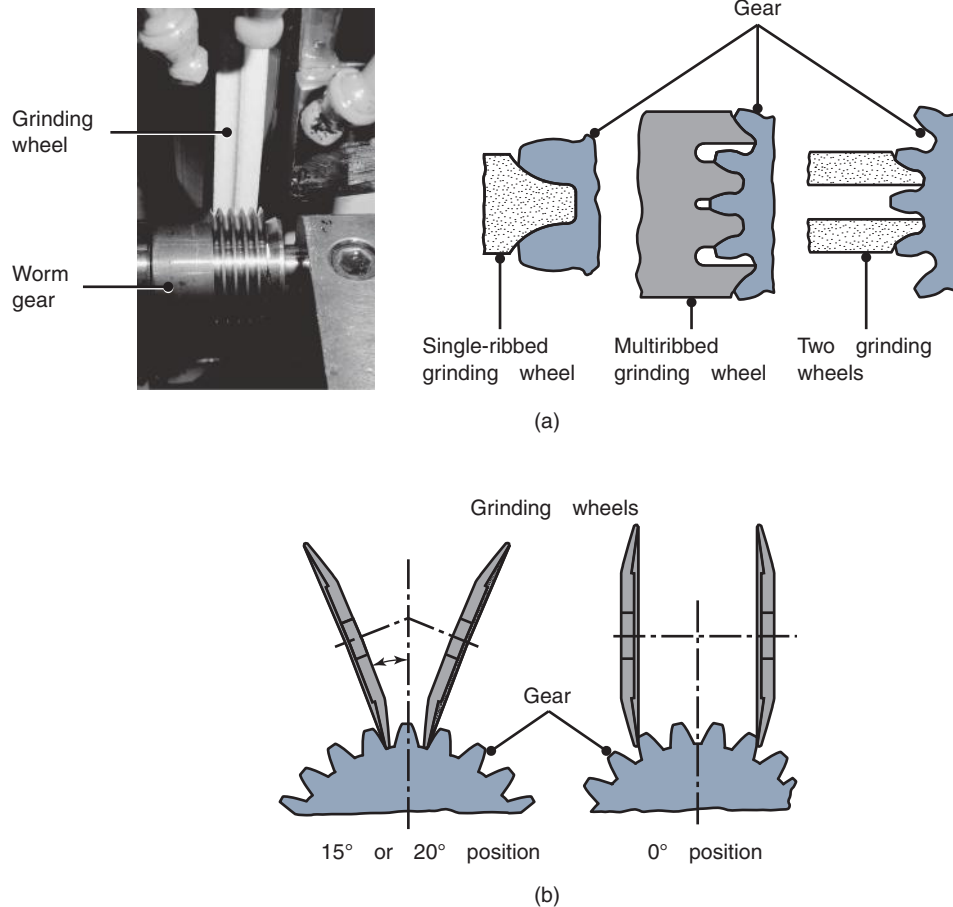 Gear
Grinding
wheel
Worm
gear
Single-ribbed
grinding wheel
Multiribbed
grinding wheel
Two grinding
wheels
(a)
Grinding wheels
Gear
15° or 20° position
0° position
(b)